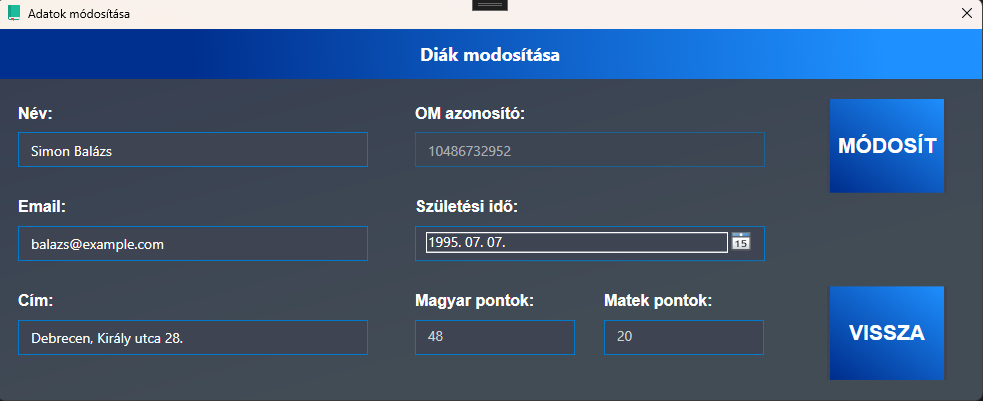 Adatok módosítása
Diák modosítása
Név:
Simon Balázs
OM azonosító:
10486732952
MÓDOSÍT
Email:
balazs@example.com
Születési idő:
1995. 07. 07.
15
Cím:
Debrecen, Király utca 28.
Magyar pontok:
48
Matek pontok:
20
VISSZA